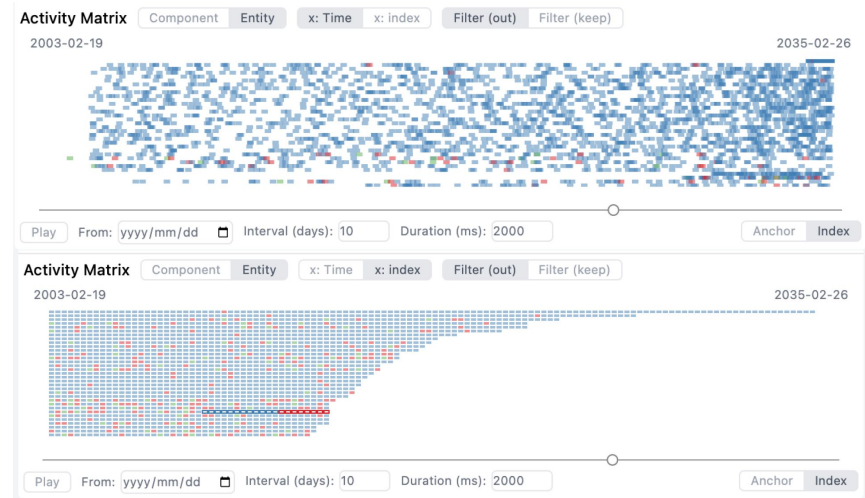 Activity Matrix Component Entity x: Time x: index Filter (out) Filter (keep)
2003-02-19 2035-02-26
Play From: yyyy/mm/dd Interval (days): 10 Duration (ms): 2000 Anchor Index
Activity Matrix Component Entity x: Time x: index Filter (out) Filter (keep)
2003-02-19 2035-02-26
Play From: yyyy/mm/dd Interval (days): 10 Duration (ms): 2000 Anchor Index